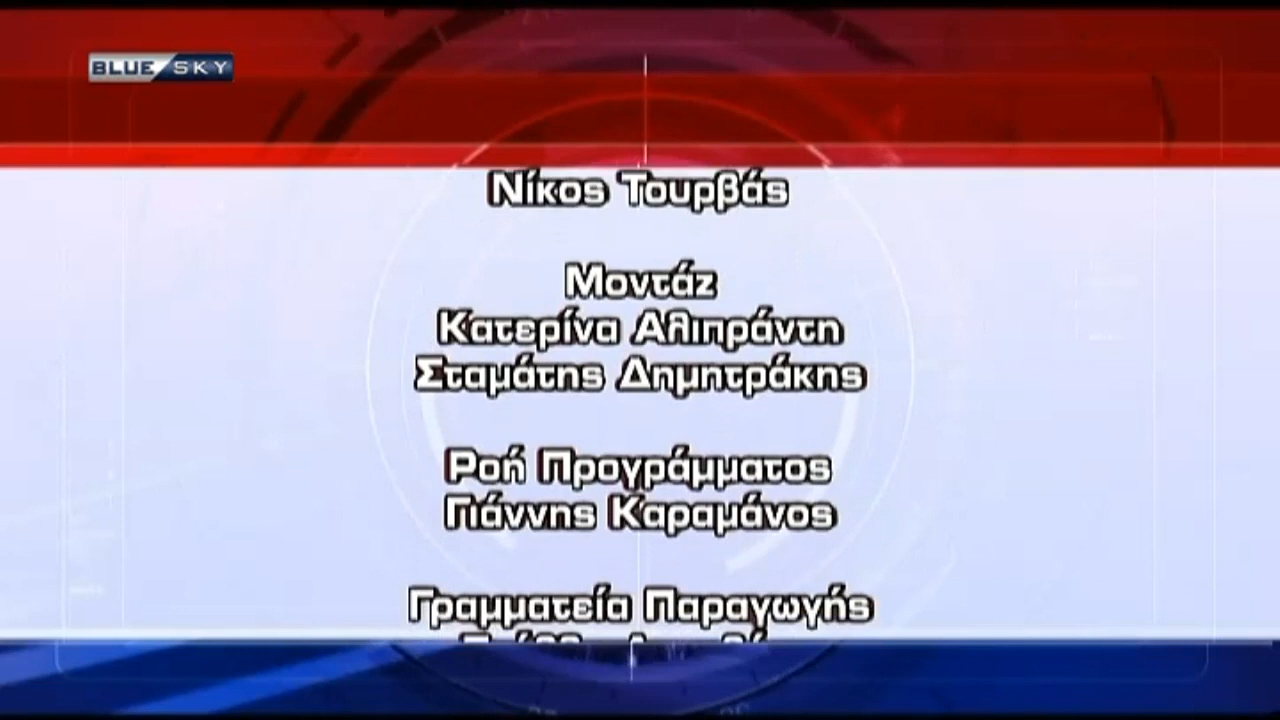 BLUE SKY
Νίκος Τουρβάς
Μοντάζ
Κατερίνα Αλιπράντη
Σταμάτης Δημητράκης
Ροή Προγράμματος
Γιάννης Καραμάνος
Γραμματεία Παραγωγής